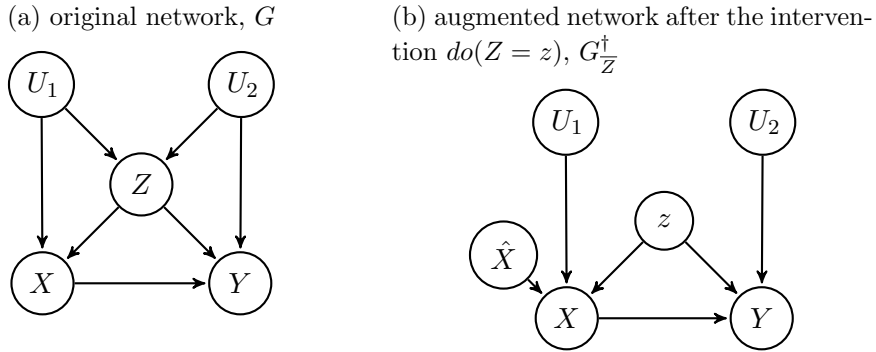 (a) original network, G
(b) augmented network after the interven-
tion do(Z = z), G†_Z̅
U₁
U₂
Z
X
Y
U₁
U₂
z
X̂
X
Y